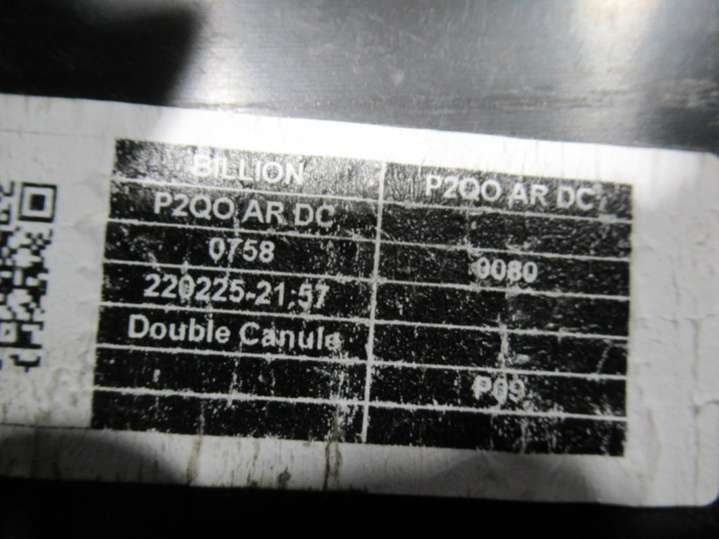 BILLION P2QO AR DC
P2QO AR DC
0758 0080
220225-21:57
Double Canule
P09